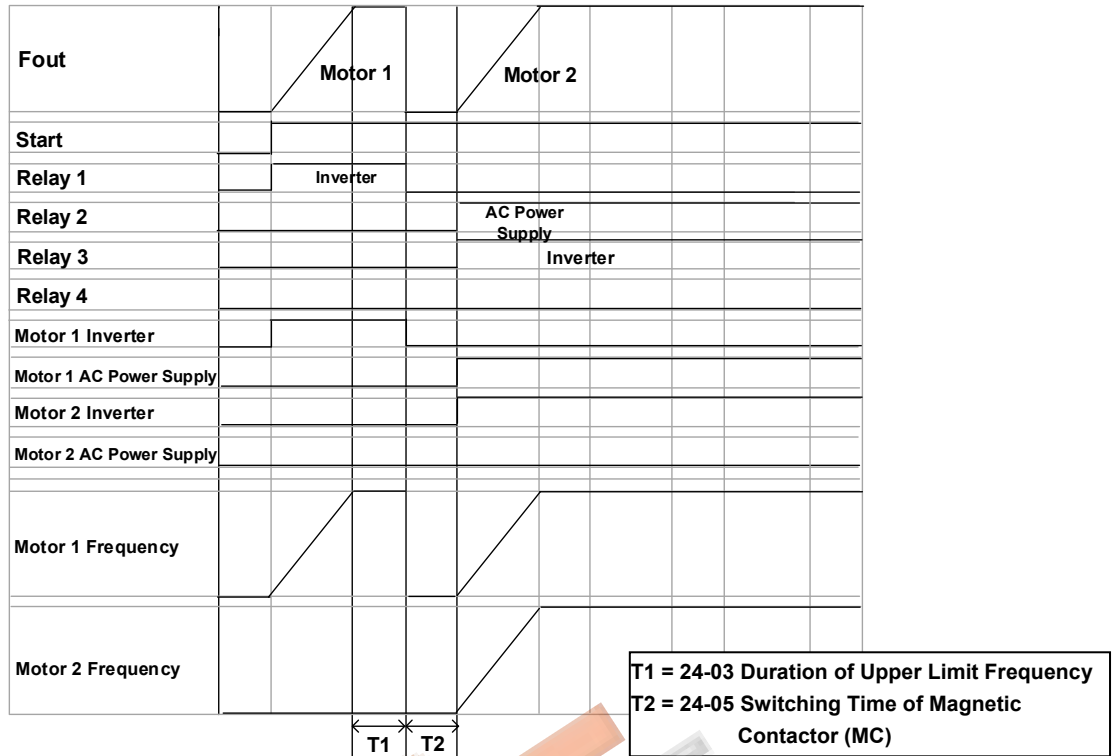 Fout
Motor 1
Motor 2
Start
Relay 1
Inverter
Relay 2
AC Power
Supply
Relay 3
Inverter
Relay 4
Motor 1 Inverter
Motor 1 AC Power Supply
Motor 2 Inverter
Motor 2 AC Power Supply
Motor 1 Frequency
Motor 2 Frequency
T1 = 24-03 Duration of Upper Limit Frequency
T2 = 24-05 Switching Time of Magnetic
Contactor (MC)
T1
T2